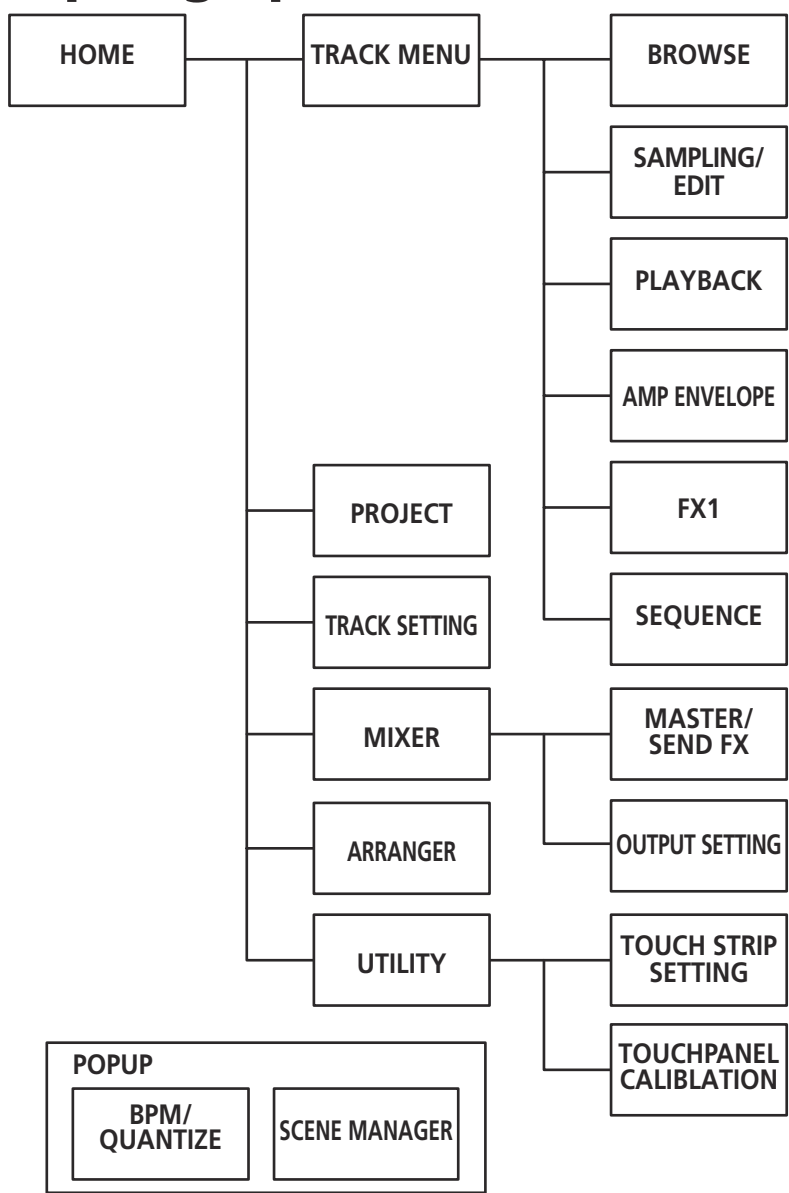 HOME
TRACK MENU
BROWSE
SAMPLING/
EDIT
PLAYBACK
AMP ENVELOPE
FX1
SEQUENCE
PROJECT
TRACK SETTING
MIXER
MASTER/
SEND FX
OUTPUT SETTING
ARRANGER
UTILITY
TOUCH STRIP
SETTING
TOUCHPANEL
CALIBLATION
POPUP
BPM/
QUANTIZE
SCENE MANAGER